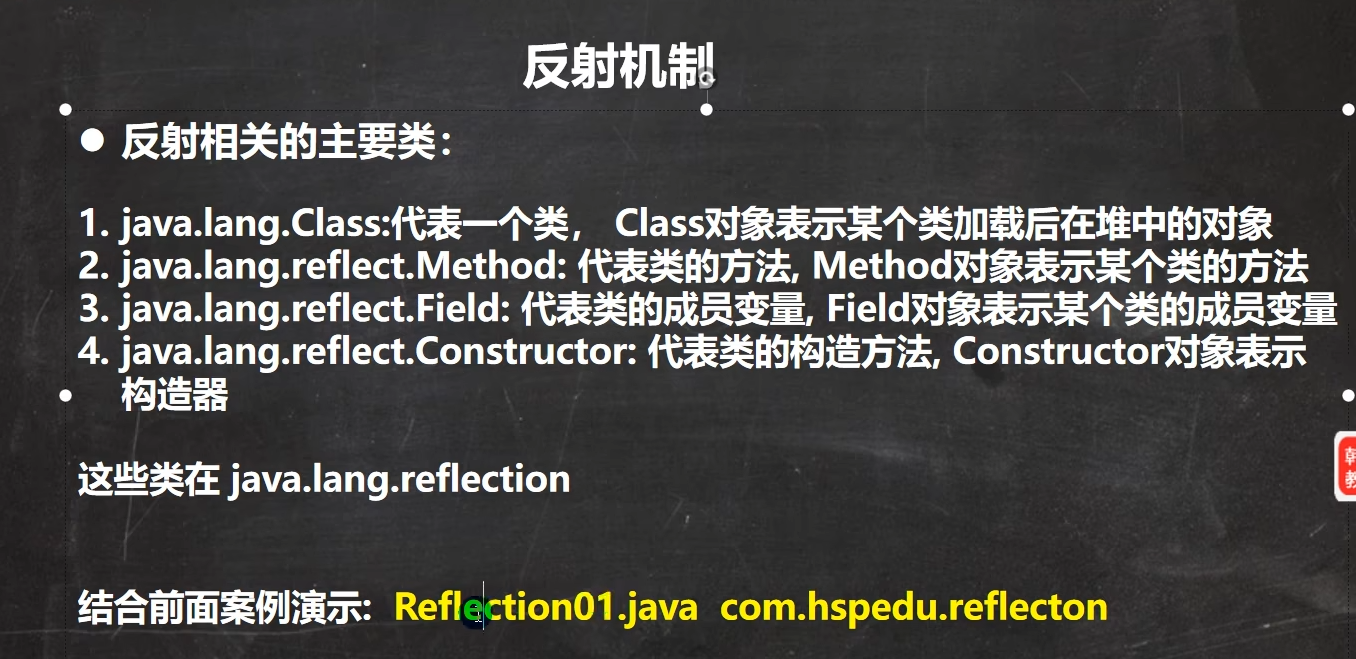 反射机制
● 反射相关的主要类：
1. java.lang.Class:代表一个类， Class对象表示某个类加载后在堆中的对象
2. java.lang.reflect.Method: 代表类的方法, Method对象表示某个类的方法
3. java.lang.reflect.Field: 代表类的成员变量, Field对象表示某个类的成员变量
4. java.lang.reflect.Constructor: 代表类的构造方法, Constructor对象表示
构造器
这些类在 java.lang.reflection
结合前面案例演示: Reflection01.java com.hspedu.reflecton